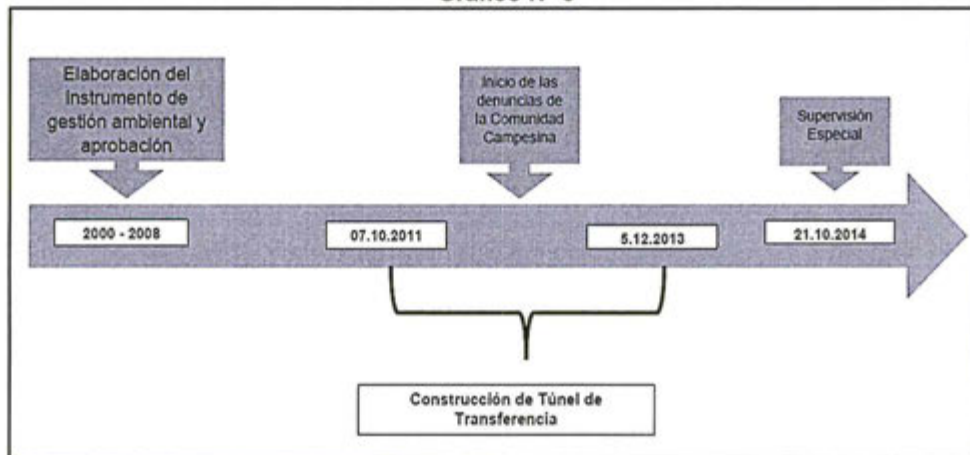 Elaboración del
Instrumento de
gestión ambiental y
aprobación
Inicio de las
denuncias de
la Comunidad
Campesina
Supervisión
Especial
2000 - 2008
07.10.2011
5.12.2013
21.10.2014
Construcción de Túnel de
Transferencia